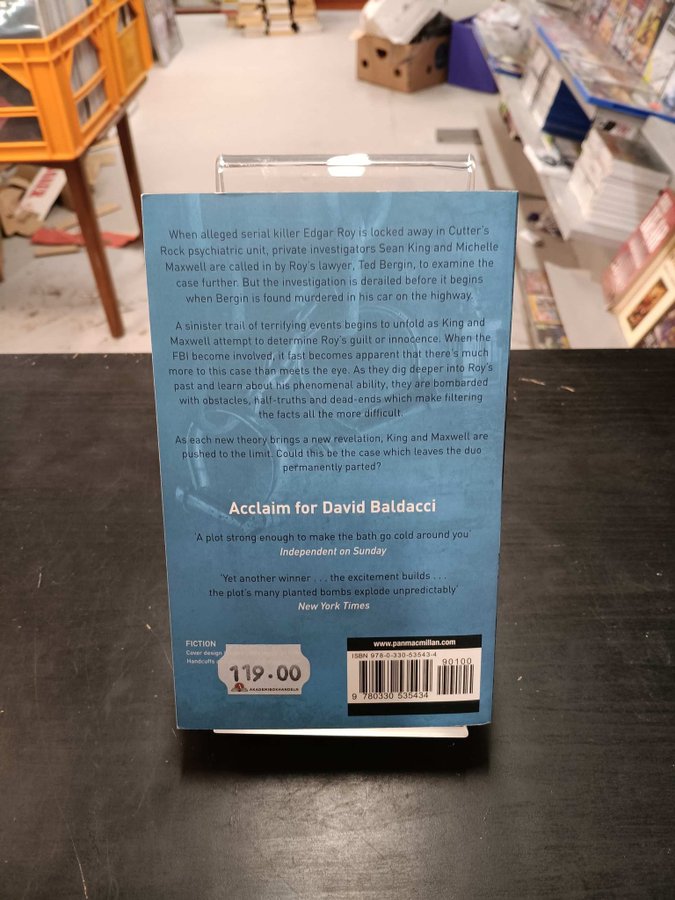 When alleged serial killer Edgar Roy is locked away in Cutter's
Rock psychiatric unit, private investigators Sean King and Michelle
Maxwell are called in by Roy's lawyer, Ted Bergin, to examine the
case further. But the investigation is derailed before it begins
when Bergin is found murdered in his car on the highway.
A sinister trail of terrifying events begins to unfold as King and
Maxwell attempt to determine Roy's guilt or innocence. When the
FBI become involved, it fast becomes apparent that there's much
more to this case than meets the eye. As they dig deeper into Roy's
past and learn about his phenomenal ability, they are bombarded
with obstacles, half-truths and dead-ends which make filtering
the facts all the more difficult.
As each new theory brings a new revelation, King and Maxwell are
pushed to the limit. Could this be the case which leaves the duo
permanently parted?
Acclaim for David Baldacci
'A plot strong enough to make the bath go cold around you'
Independent on Sunday
'Yet another winner . . . the excitement builds . . .
the plot's many planted bombs explode unpredictably'
New York Times
FICTION
Cover design
Handcuffs
119.00
AKADEMIBOKHANDELN
www.panmacmillan.com
ISBN 978-0-330-53543-4
90100
9 780330 535434